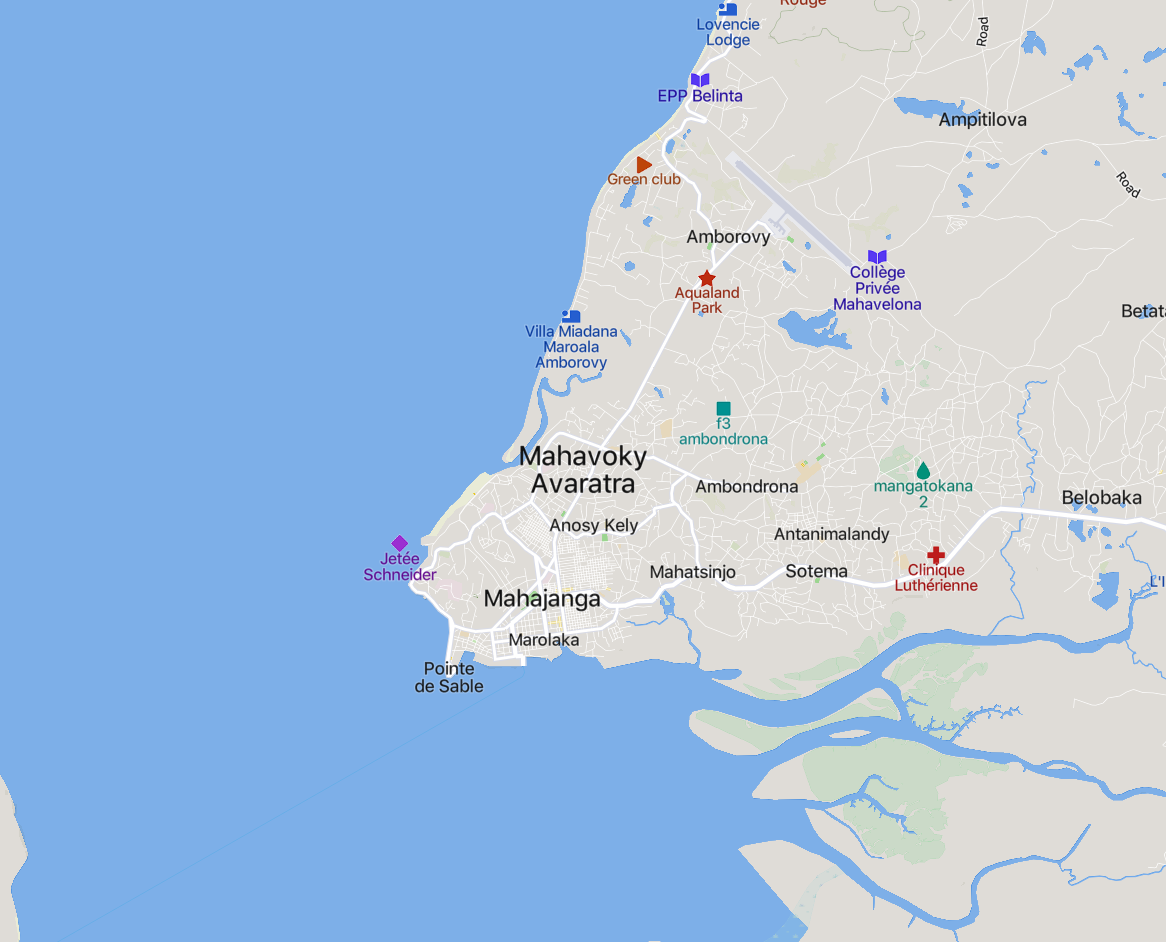 Rouge
Lovencie
Lodge
Road
EPP Belinta
Ampitilova
Green club
Road
Amborovy
Collège
Privée
Mahavelona
Aqualand
Park
Villa Miadana
Maroala
Amborovy
f3
ambondrona
Mahavoky
Avaratra
Ambondrona
mangatokana
2
Belobaka
Anosy Kely
Antanimalandy
Jetée
Schneider
Mahatsinjo
Sotema
Clinique
Luthérienne
Mahajanga
Marolaka
Pointe
de Sable